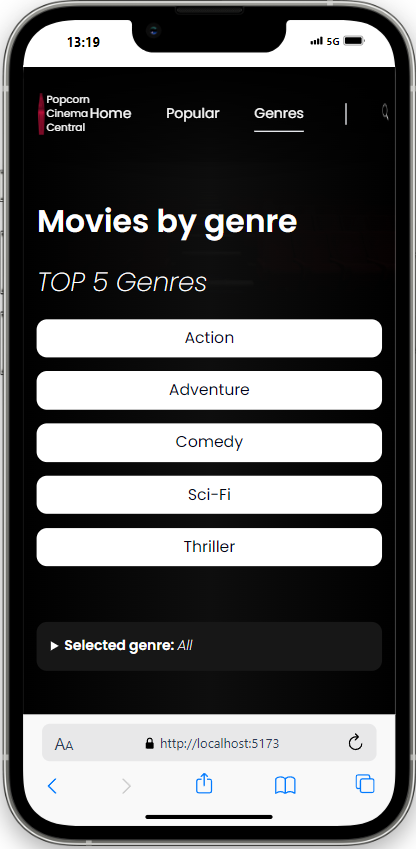 13:19
5G
Popcorn
Cinema
Central
Home Popular Genres
Movies by genre
TOP 5 Genres
Action
Adventure
Comedy
Sci-Fi
Thriller
▶ Selected genre: All
AA
http://localhost:5173